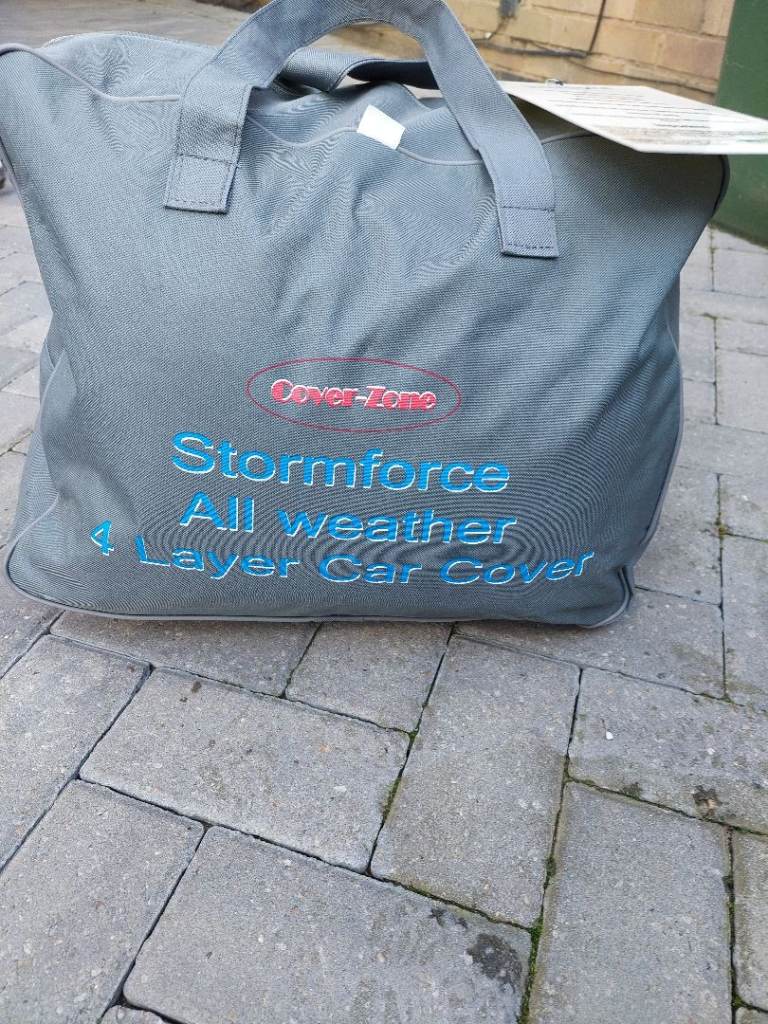 Cover-Zone
Stormforce
All weather
4 Layer Car Cover